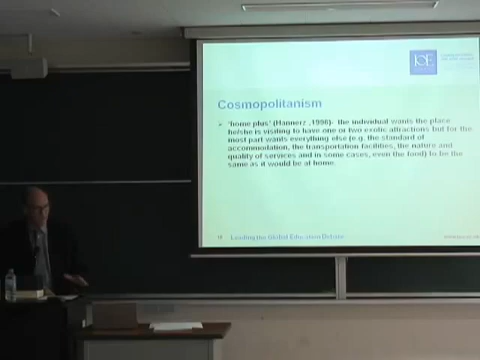 IOE
Cosmopolitanism
'home plus' (Hannerz ,1996)- the individual wants the place
he/she is visiting to have one or two exotic attractions but for the
most part wants everything else (e.g. the standard of
accommodation, the transportation facilities, the nature and
quality of services and in some cases, even the food) to be the
same as it would be at home.
Leading the Global Education Debate